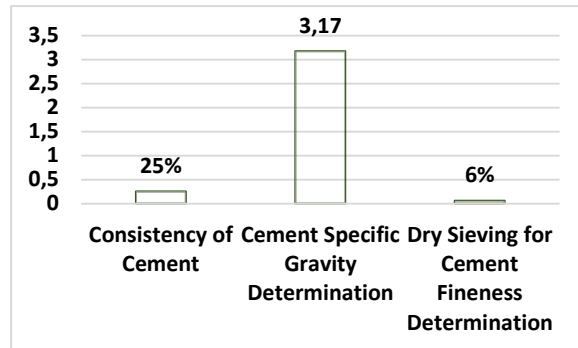 3,5
3
2,5
2
1,5
1
0,5
0
25%
3,17
6%
Consistency of
Cement
Cement Specific
Gravity
Determination
Dry Sieving for
Cement
Fineness
Determination